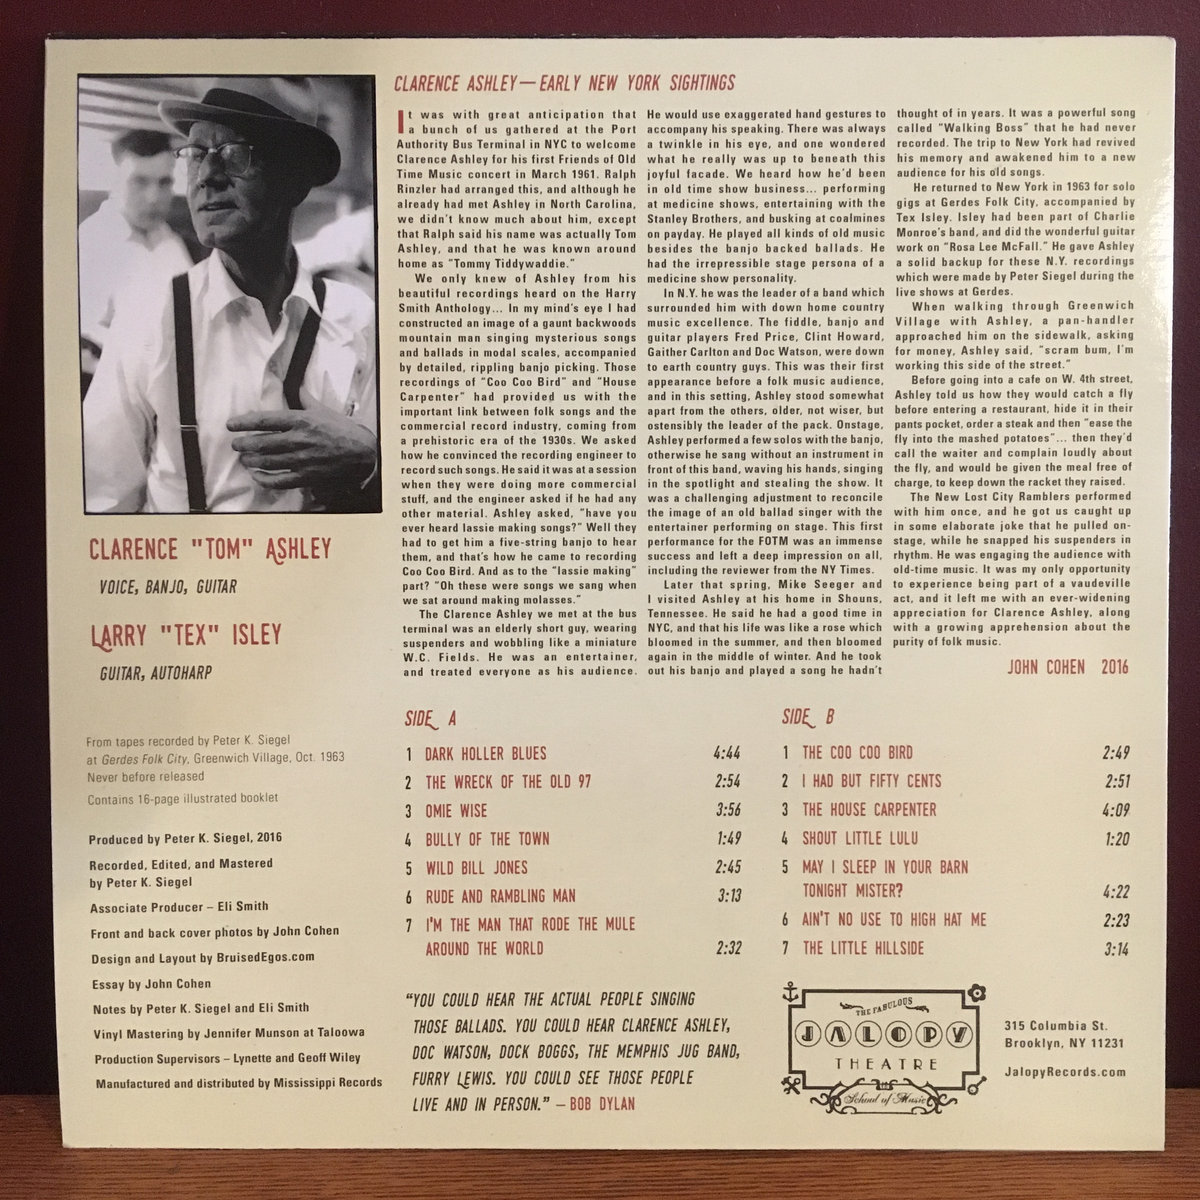 CLARENCE ASHLEY—EARLY NEW YORK SIGHTINGS
It was with great anticipation that
a bunch of us gathered at the Port
Authority Bus Terminal in NYC to welcome
Clarence Ashley for his first Friends of Old
Time Music concert in March 1961. Ralph
Rinzler had arranged this, and although he
already had met Ashley in North Carolina,
we didn't know much about him, except
that Ralph said his name was actually Tom
Ashley, and that he was known around
home as "Tommy Tiddywaddie."
We only knew of Ashley from his
beautiful recordings heard on the Harry
Smith Anthology... In my mind's eye I had
constructed an image of a gaunt backwoods
mountain man singing mysterious songs
and ballads in modal scales, accompanied
by detailed, rippling banjo picking. Those
recordings of "Coo Coo Bird" and "House
Carpenter" had provided us with the
important link between folk songs and the
commercial record industry, coming from
a prehistoric era of the 1930s. We asked
how he convinced the recording engineer to
record such songs. He said it was at a session
when they were doing more commercial
stuff, and the engineer asked if he had any
other material. Ashley asked, "have you
ever heard lassie making songs?" Well they
had to get him a five-string banjo to hear
them, and that's how he came to recording
Coo Coo Bird. And as to the "lassie making"
part? "Oh these were songs we sang when
we sat around making molasses."
The Clarence Ashley we met at the bus
terminal was an elderly short guy, wearing
suspenders and wobbling like a miniature
W.C. Fields. He was an entertainer,
and treated everyone as his audience.
He would use exaggerated hand gestures to
accompany his speaking. There was always
a twinkle in his eye, and one wondered
what he really was up to beneath this
joyful facade. We heard how he'd been
in old time show business... performing
at medicine shows, entertaining with the
Stanley Brothers, and busking at coalmines
on payday. He played all kinds of old music
besides the banjo backed ballads. He
had the irrepressible stage persona of a
medicine show personality.
In N.Y. he was the leader of a band which
surrounded him with down home country
music excellence. The fiddle, banjo and
guitar players Fred Price, Clint Howard,
Gaither Carlton and Doc Watson, were down
to earth country guys. This was their first
appearance before a folk music audience,
and in this setting, Ashley stood somewhat
apart from the others, older, not wiser, but
ostensibly the leader of the pack. Onstage,
Ashley performed a few solos with the banjo,
otherwise he sang without an instrument in
front of this band, waving his hands, singing
in the spotlight and stealing the show. It
was a challenging adjustment to reconcile
the image of an old ballad singer with the
entertainer performing on stage. This first
performance for the FOTM was an immense
success and left a deep impression on all,
including the reviewer from the NY Times.
Later that spring, Mike Seeger and
I visited Ashley at his home in Shouns,
Tennessee. He said he had a good time in
NYC, and that his life was like a rose which
bloomed in the summer, and then bloomed
again in the middle of winter. And he took
out his banjo and played a song he hadn't
thought of in years. It was a powerful song
called "Walking Boss" that he had never
recorded. The trip to New York had revived
his memory and awakened him to a new
audience for his old songs.
He returned to New York in 1963 for solo
gigs at Gerdes Folk City, accompanied by
Tex Isley. Isley had been part of Charlie
Monroe's band, and did the wonderful guitar
work on "Rosa Lee McFall." He gave Ashley
a solid backup for these N.Y. recordings
which were made by Peter Siegel during the
live shows at Gerdes.
When walking through Greenwich
Village with Ashley, a pan-handler
approached him on the sidewalk, asking
for money, Ashley said, "scram bum, I'm
working this side of the street."
Before going into a cafe on W. 4th street,
Ashley told us how they would catch a fly
before entering a restaurant, hide it in their
pants pocket, order a steak and then "ease the
fly into the mashed potatoes"... then they'd
call the waiter and complain loudly about
the fly, and would be given the meal free of
charge, to keep down the racket they raised.
The New Lost City Ramblers performed
with him once, and he got us caught up
in some elaborate joke that he pulled on-
stage, while he snapped his suspenders in
rhythm. He was engaging the audience with
old-time music. It was my only opportunity
to experience being part of a vaudeville
act, and it left me with an ever-widening
appreciation for Clarence Ashley, along
with a growing apprehension about the
purity of folk music.
JOHN COHEN 2016
CLARENCE "TOM" ASHLEY
VOICE, BANJO, GUITAR
LARRY "TEX" ISLEY
GUITAR, AUTOHARP
From tapes recorded by Peter K. Siegel
at Gerdes Folk City, Greenwich Village, Oct. 1963
Never before released
Contains 16-page illustrated booklet
Produced by Peter K. Siegel, 2016
Recorded, Edited, and Mastered
by Peter K. Siegel
Associate Producer – Eli Smith
Front and back cover photos by John Cohen
Design and Layout by BruisedEgos.com
Essay by John Cohen
Notes by Peter K. Siegel and Eli Smith
Vinyl Mastering by Jennifer Munson at Taloowa
Production Supervisors – Lynette and Geoff Wiley
Manufactured and distributed by Mississippi Records
SIDE A
1 DARK HOLLER BLUES 4:44
2 THE WRECK OF THE OLD 97 2:54
3 OMIE WISE 3:56
4 BULLY OF THE TOWN 1:49
5 WILD BILL JONES 2:45
6 RUDE AND RAMBLING MAN 3:13
7 I'M THE MAN THAT RODE THE MULE
AROUND THE WORLD 2:32
SIDE B
1 THE COO COO BIRD 2:49
2 I HAD BUT FIFTY CENTS 2:51
3 THE HOUSE CARPENTER 4:09
4 SHOUT LITTLE LULU 1:20
5 MAY I SLEEP IN YOUR BARN
TONIGHT MISTER? 4:22
6 AIN'T NO USE TO HIGH HAT ME 2:23
7 THE LITTLE HILLSIDE 3:14
"YOU COULD HEAR THE ACTUAL PEOPLE SINGING
THOSE BALLADS. YOU COULD HEAR CLARENCE ASHLEY,
DOC WATSON, DOCK BOGGS, THE MEMPHIS JUG BAND,
FURRY LEWIS. YOU COULD SEE THOSE PEOPLE
LIVE AND IN PERSON." – BOB DYLAN
THE FABULOUS
JALOPY
THEATRE
School of Music
315 Columbia St.
Brooklyn, NY 11231
JalopyRecords.com